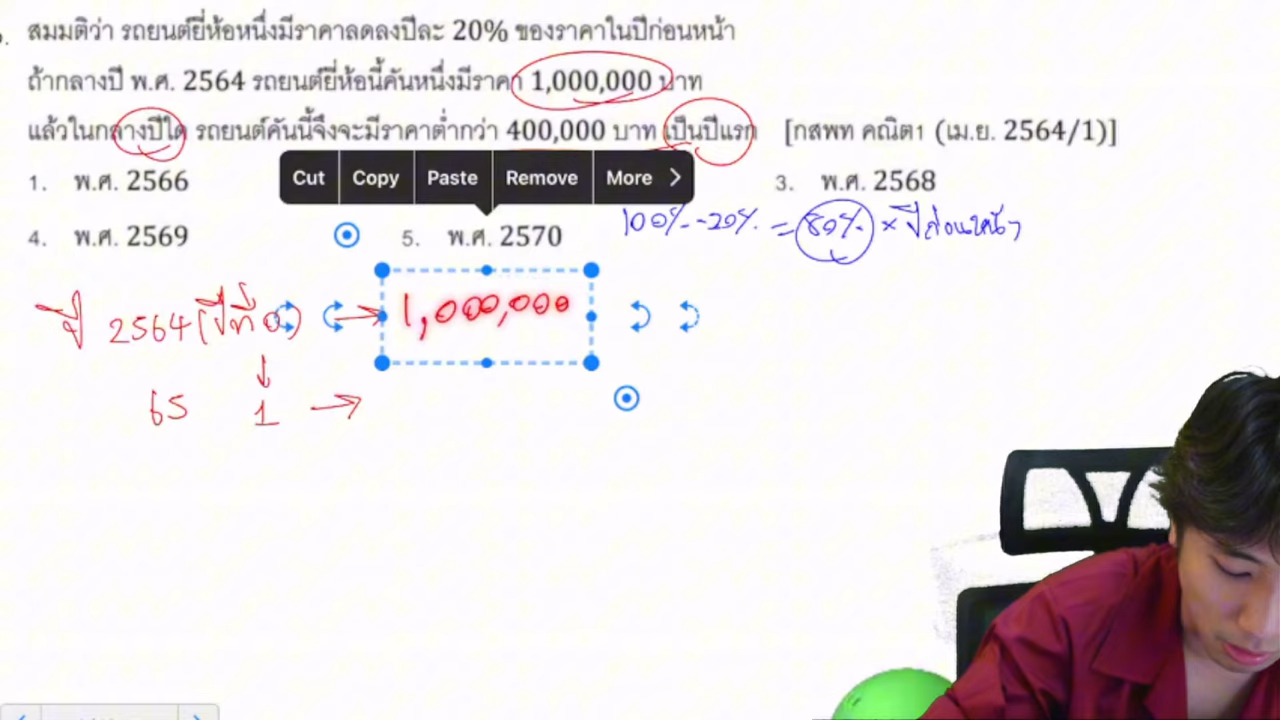 สมมติว่า รถยนต์ยี่ห้อหนึ่งมีราคาลดลงปีละ 20% ของราคาในปีก่อนหน้า
ถ้ากลางปี พ.ศ. 2564 รถยนต์ยี่ห้อนี้คันหนึ่งมีราคา 1,000,000 บาท
แล้วในกลางปีใด รถยนต์คันนี้จึงจะมีราคาต่ำกว่า 400,000 บาท เป็นปีแรก [กสพท คณิต1 (เม.ย. 2564/1)]
Cut Copy Paste Remove More
1. พ.ศ. 2566 3. พ.ศ. 2568
100% - 20% = 80% × ปีก่อนหน้า
4. พ.ศ. 2569 5. พ.ศ. 2570
ปี 2564 (ปีที่ 0) → 1,000,000
65 1 →